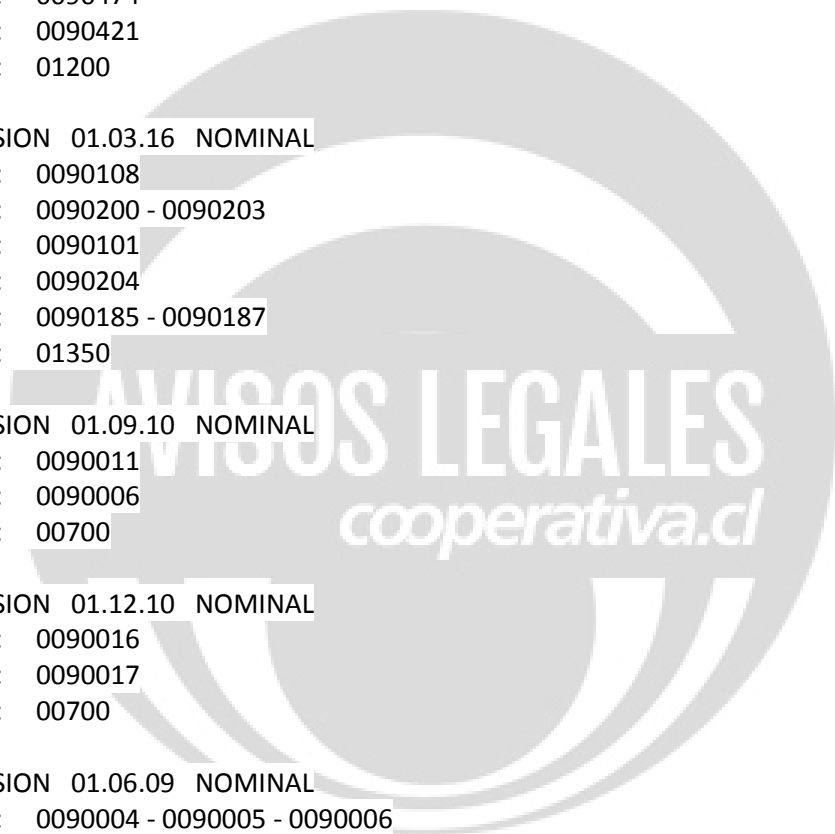 : 0090421
: 01200
SION 01.03.16 NOMINAL
: 0090108
: 0090200 - 0090203
: 0090101
: 0090204
: 0090185 - 0090187
: 01350
SION 01.09.10 NOMINAL
: 0090011
: 0090006
: 00700
SION 01.12.10 NOMINAL
: 0090016
: 0090017
: 00700
SION 01.06.09 NOMINAL
: 0090004 - 0090005 - 0090006
AVISOS LEGALES
cooperativa.cl